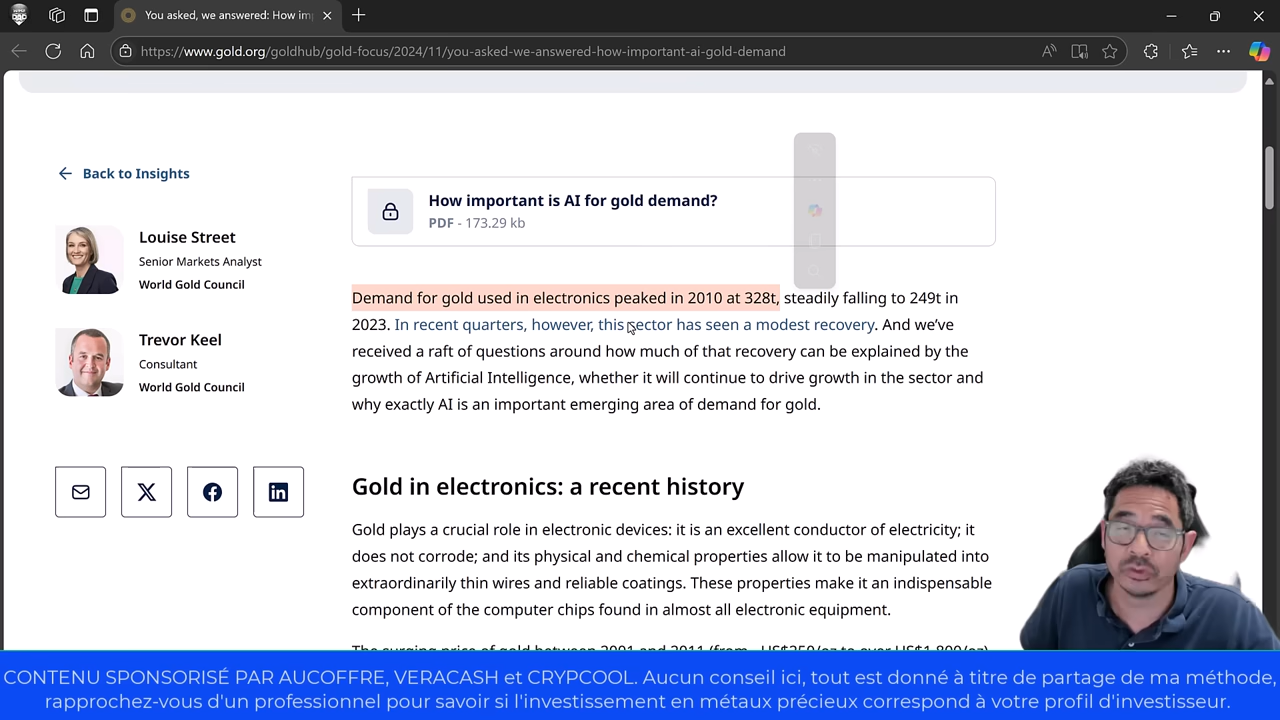 You asked, we answered: How im
https://www.gold.org/goldhub/gold-focus/2024/11/you-asked-we-answered-how-important-ai-gold-demand
Back to Insights
Louise Street
Senior Markets Analyst
World Gold Council
Trevor Keel
Consultant
World Gold Council
How important is AI for gold demand?
PDF - 173.29 kb
Demand for gold used in electronics peaked in 2010 at 328t, steadily falling to 249t in
2023. In recent quarters, however, this sector has seen a modest recovery. And we've
received a raft of questions around how much of that recovery can be explained by the
growth of Artificial Intelligence, whether it will continue to drive growth in the sector and
why exactly AI is an important emerging area of demand for gold.
Gold in electronics: a recent history
Gold plays a crucial role in electronic devices: it is an excellent conductor of electricity; it
does not corrode; and its physical and chemical properties allow it to be manipulated into
extraordinarily thin wires and reliable coatings. These properties make it an indispensable
component of the computer chips found in almost all electronic equipment.
The surging price of gold between 2001 and 2011 (from
CONTENU SPONSORISÉ PAR AUCOFFRE, VERACASH et CRYPCOOL. Aucun conseil ici, tout est donné à titre de partage de ma méthode,
rapprochez-vous d'un professionnel pour savoir si l'investissement en métaux précieux correspond à votre profil d'investisseur.